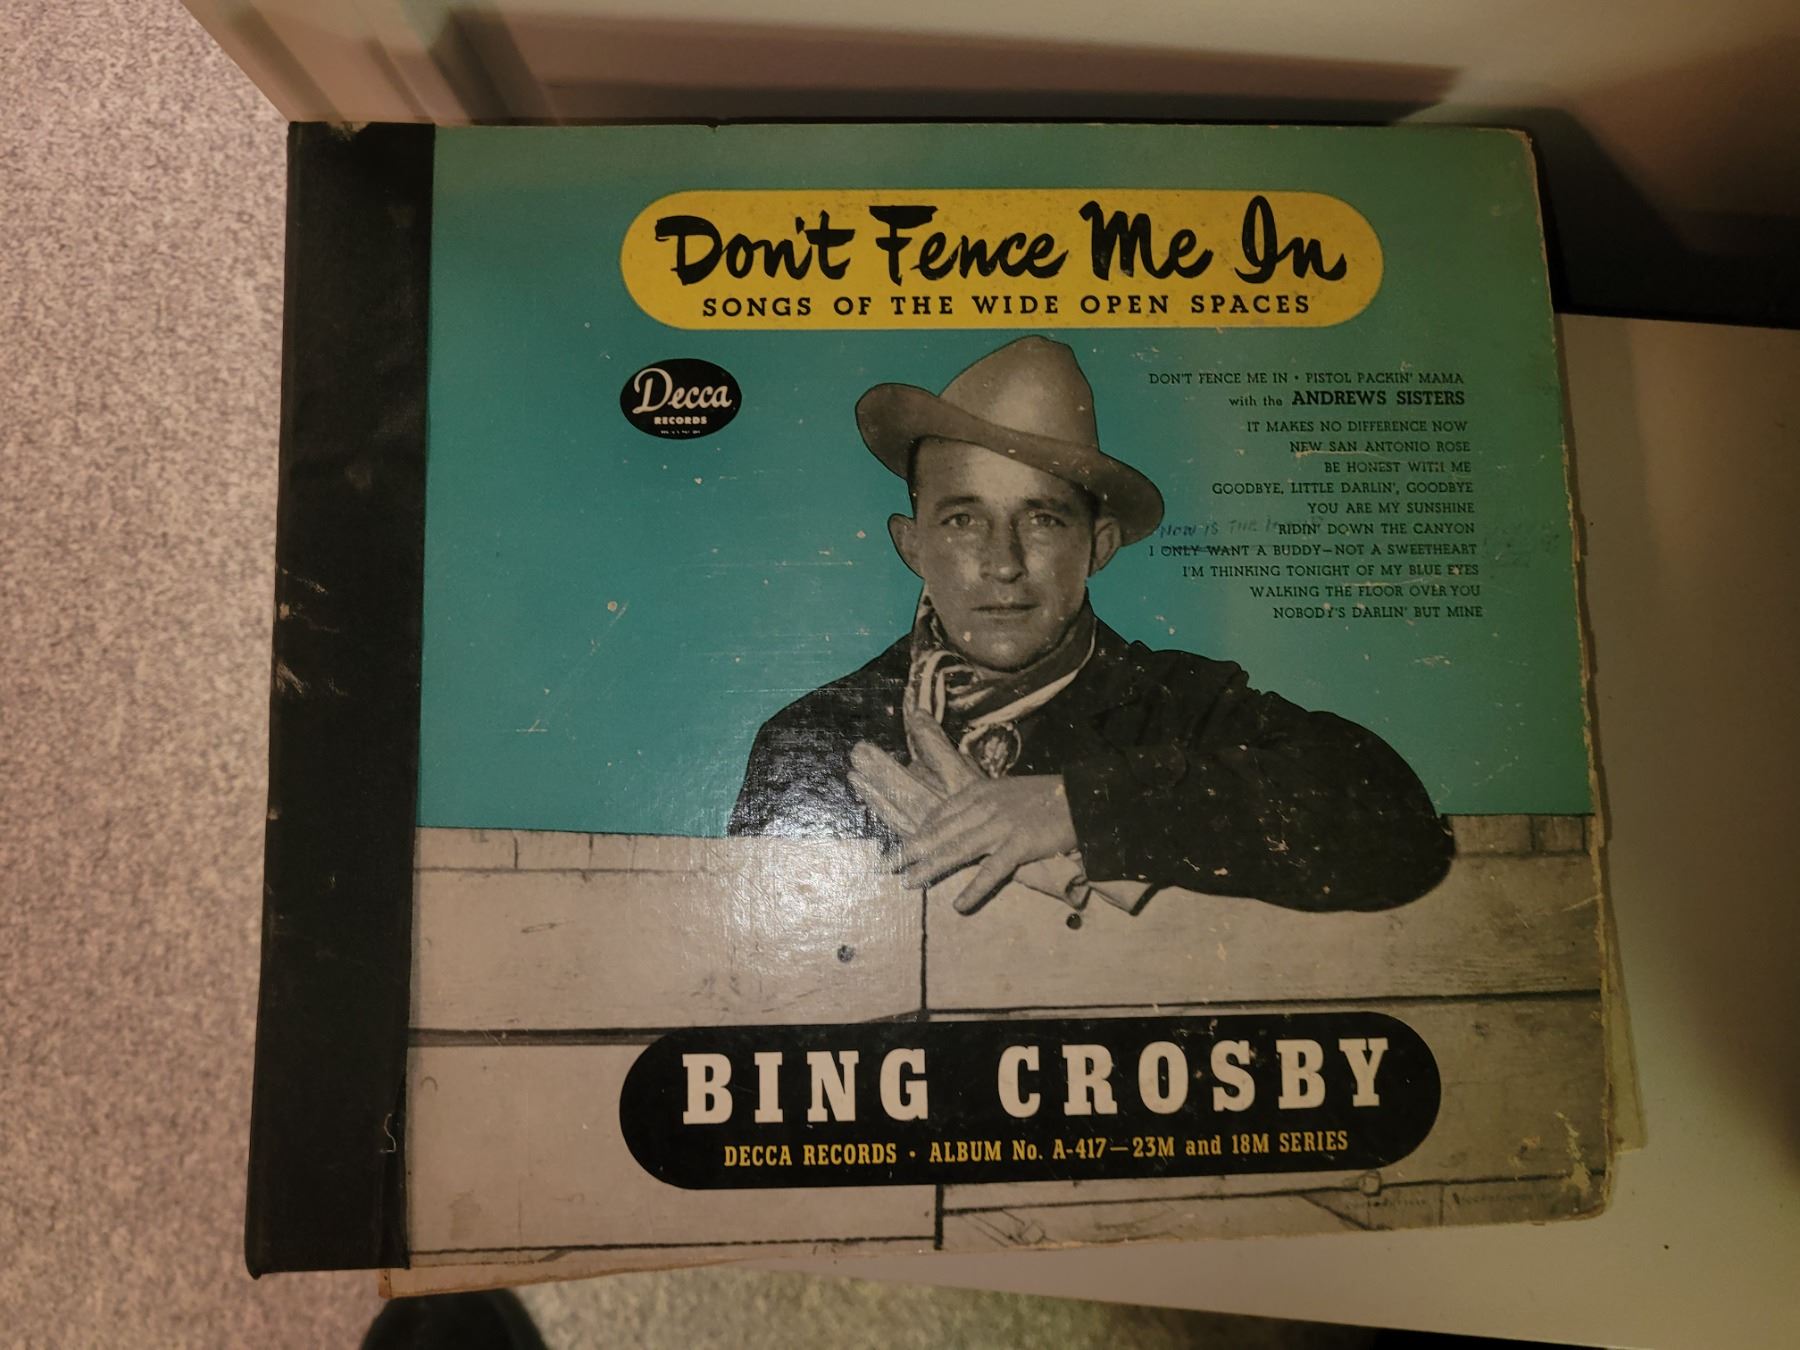 Don't Fence Me In
SONGS OF THE WIDE OPEN SPACES
Decca
RECORDS
DON'T FENCE ME IN • PISTOL PACKIN' MAMA
with the ANDREWS SISTERS
IT MAKES NO DIFFERENCE NOW
NEW SAN ANTONIO ROSE
BE HONEST WITH ME
GOODBYE, LITTLE DARLIN', GOODBYE
YOU ARE MY SUNSHINE
NOW IS THE
RIDIN' DOWN THE CANYON
I ONLY WANT A BUDDY—NOT A SWEETHEART
I'M THINKING TONIGHT OF MY BLUE EYES
WALKING THE FLOOR OVER YOU
NOBODY'S DARLIN' BUT MINE
BING CROSBY
DECCA RECORDS • ALBUM No. A-417—23M and 18M SERIES